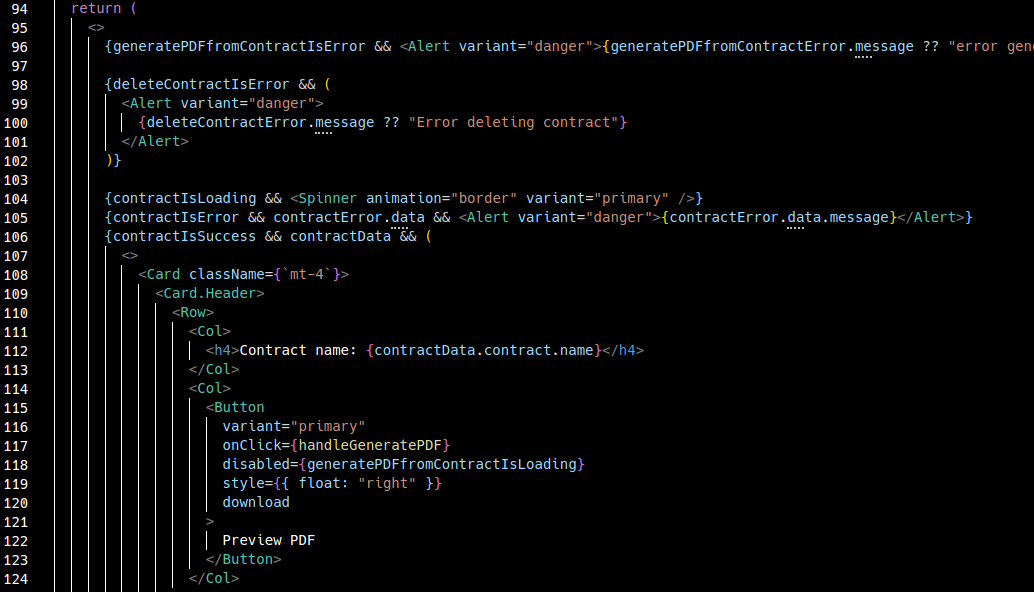 94 return (
95 <>
96 {generatePDFfromContractIsError && <Alert variant="danger">{generatePDFfromContractError.message ?? "error gen
97
98 {deleteContractIsError && (
99 <Alert variant="danger">
100 {deleteContractError.message ?? "Error deleting contract"}
101 </Alert>
102 )}
103
104 {contractIsLoading && <Spinner animation="border" variant="primary" />}
105 {contractIsError && contractError.data && <Alert variant="danger">{contractError.data.message}</Alert>}
106 {contractIsSuccess && contractData && (
107 <>
108 <Card className={`mt-4`}>
109 <Card.Header>
110 <Row>
111 <Col>
112 <h4>Contract name: {contractData.contract.name}</h4>
113 </Col>
114 <Col>
115 <Button
116 variant="primary"
117 onClick={handleGeneratePDF}
118 disabled={generatePDFfromContractIsLoading}
119 style={{ float: "right" }}
120 download
121 >
122 Preview PDF
123 </Button>
124 </Col>